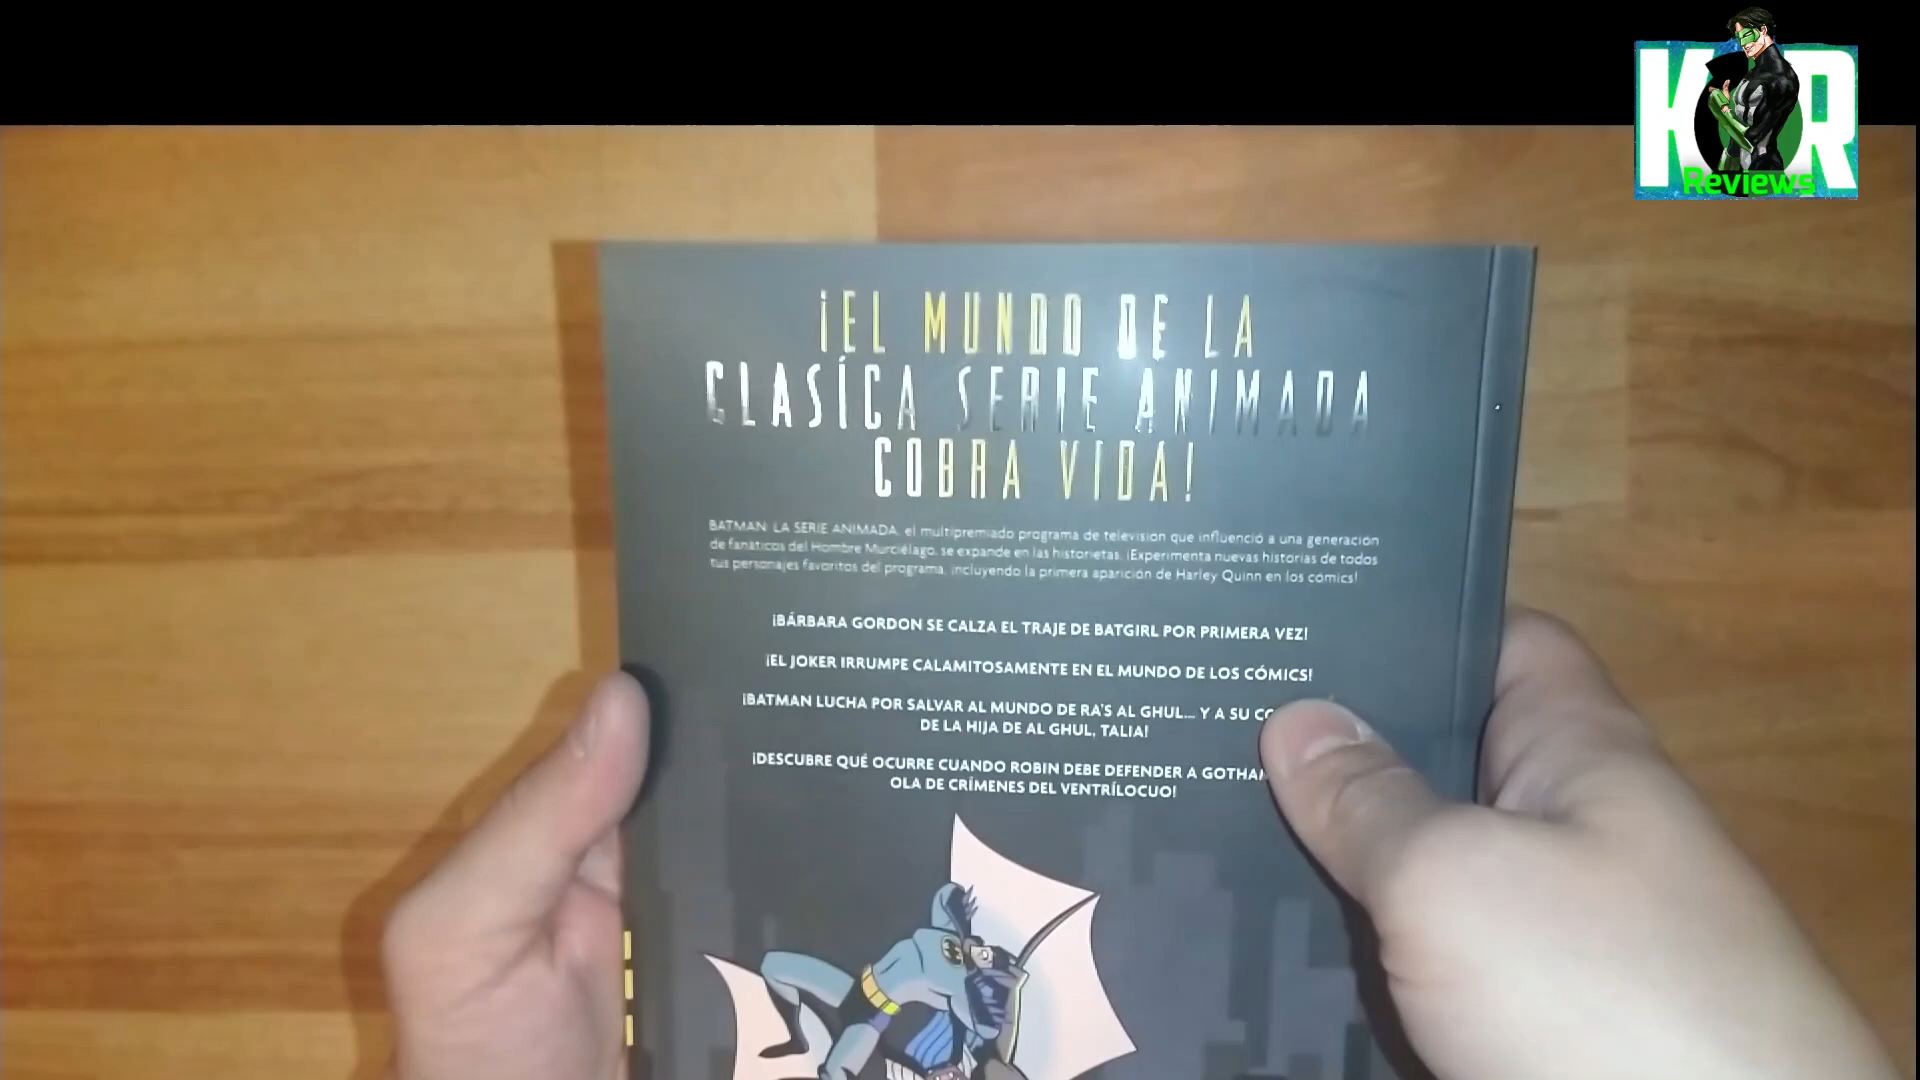 K R
Reviews
¡EL MUNDO DE LA
CLASÍCA SERIE ANIMADA
COBRA VIDA!
BATMAN: LA SERIE ANIMADA, el multipremiado programa de televisión que influenció a una generación
de fanáticos del Hombre Murciélago, se expande en las historietas. ¡Experimenta nuevas historias de todos
tus personajes favoritos del programa, incluyendo la primera aparición de Harley Quinn en los cómics!
¡BÁRBARA GORDON SE CALZA EL TRAJE DE BATGIRL POR PRIMERA VEZ!
¡EL JOKER IRRUMPE CALAMITOSAMENTE EN EL MUNDO DE LOS CÓMICS!
¡BATMAN LUCHA POR SALVAR AL MUNDO DE RA'S AL GHUL... Y A SU
DE LA HIJA DE AL GHUL, TALIA!
¡DESCUBRE QUÉ OCURRE CUANDO ROBIN DEBE DEFENDER A
OLA DE CRÍMENES DEL VENTRÍLOCUO!